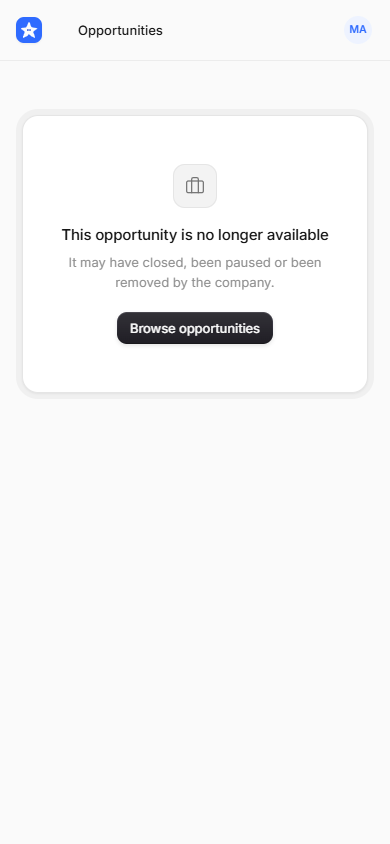 Opportunities
MA
This opportunity is no longer available
It may have closed, been paused or been
removed by the company.
Browse opportunities